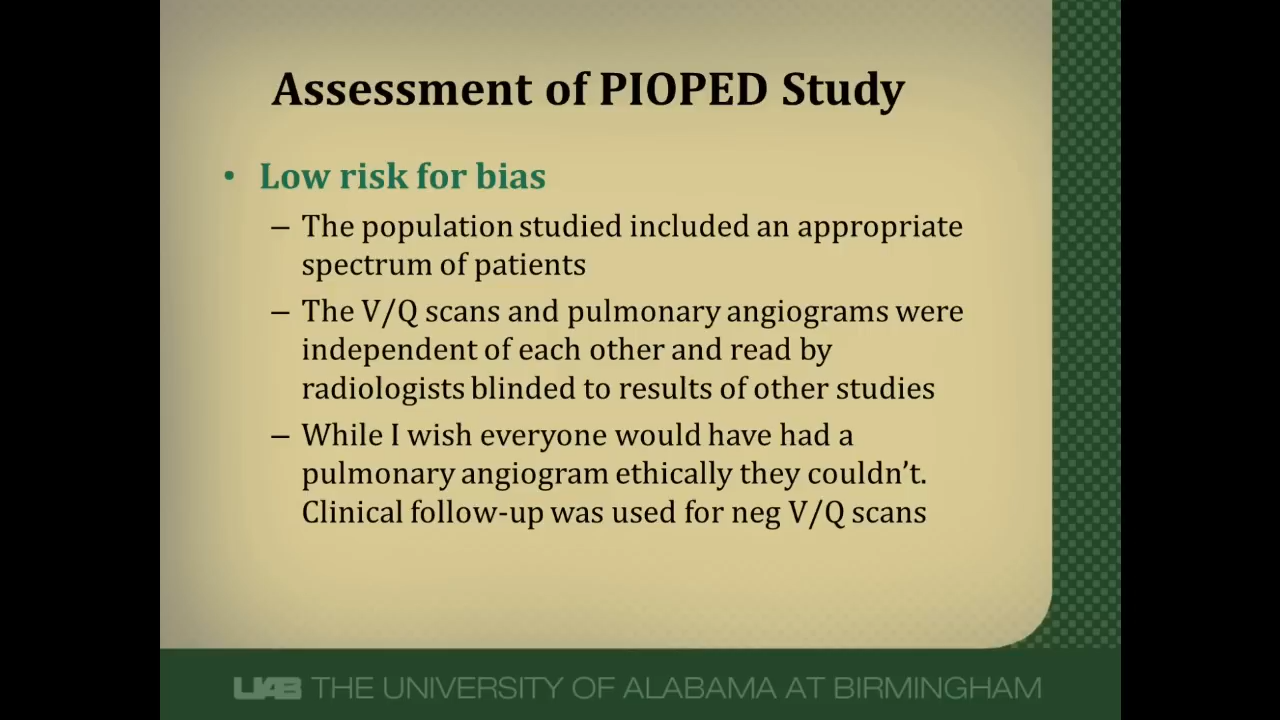 Assessment of PIOPED Study
• Low risk for bias
– The population studied included an appropriate
spectrum of patients
– The V/Q scans and pulmonary angiograms were
independent of each other and read by
radiologists blinded to results of other studies
– While I wish everyone would have had a
pulmonary angiogram ethically they couldn’t.
Clinical follow-up was used for neg V/Q scans
UAB THE UNIVERSITY OF ALABAMA AT BIRMINGHAM